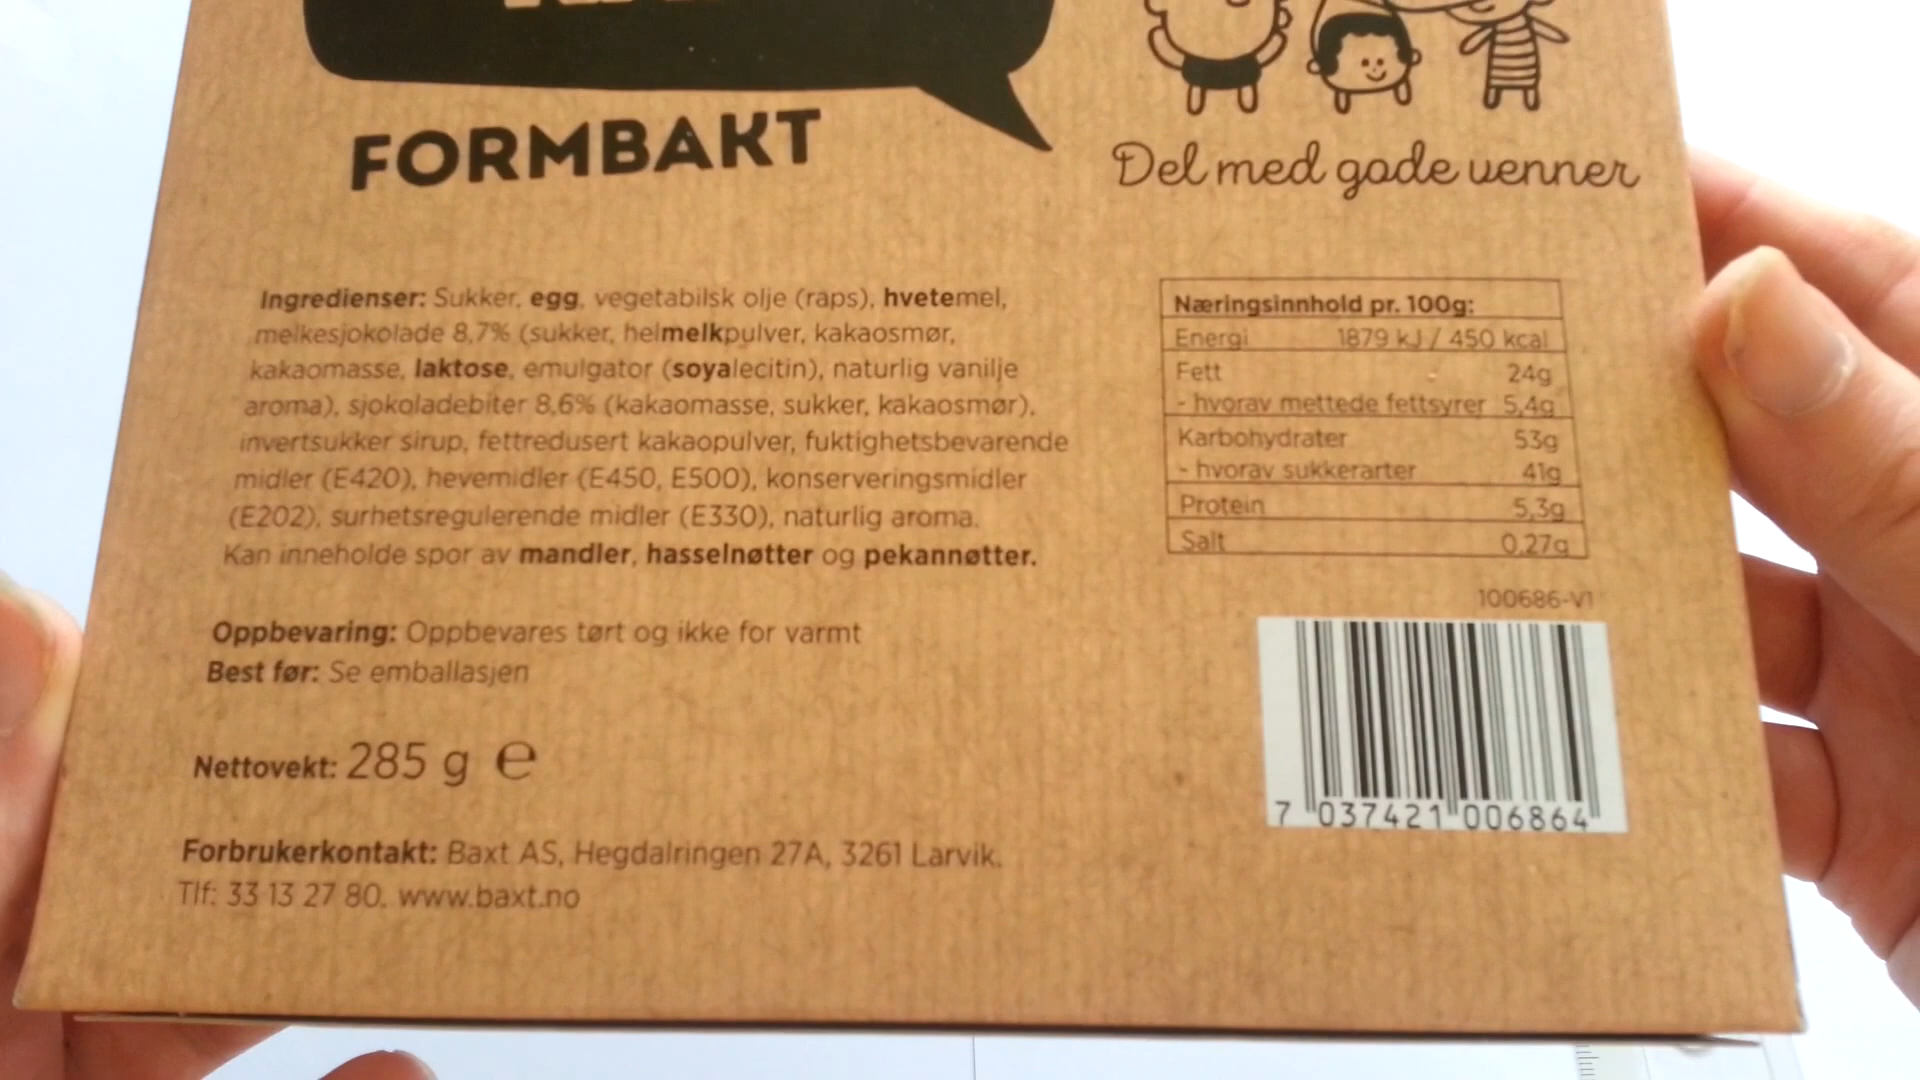 FORMBAKT
Del med gode venner
Ingredienser: Sukker, egg, vegetabilsk olje (raps), hvetemel,
melkesjokolade 8,7% (sukker, helmelkpulver, kakaosmør,
kakaomasse, laktose, emulgator (soyalecitin), naturlig vanilje
aroma), sjokoladebiter 8,6% (kakaomasse, sukker, kakaosmør),
invertsukker sirup, fettredusert kakaopulver, fuktighetsbevarende
midler (E420), hevemidler (E450, E500), konserveringsmidler
(E202), surhetsregulerende midler (E330), naturlig aroma.
Kan inneholde spor av mandler, hasselnøtter og pekannøtter.
Oppbevaring: Oppbevares tørt og ikke for varmt
Best før: Se emballasjen
Nettovekt: 285 g e
Forbrukerkontakt: Baxt AS, Hegdalringen 27A, 3261 Larvik.
Tlf: 33 13 27 80. www.baxt.no
Næringsinnhold pr. 100g:
Energi 1879 kJ / 450 kcal
Fett 24g
- hvorav mettede fettsyrer 5,4g
Karbohydrater 53g
- hvorav sukkerarter 41g
Protein 5,3g
Salt 0,27g
100686-V1
7 037421 006864